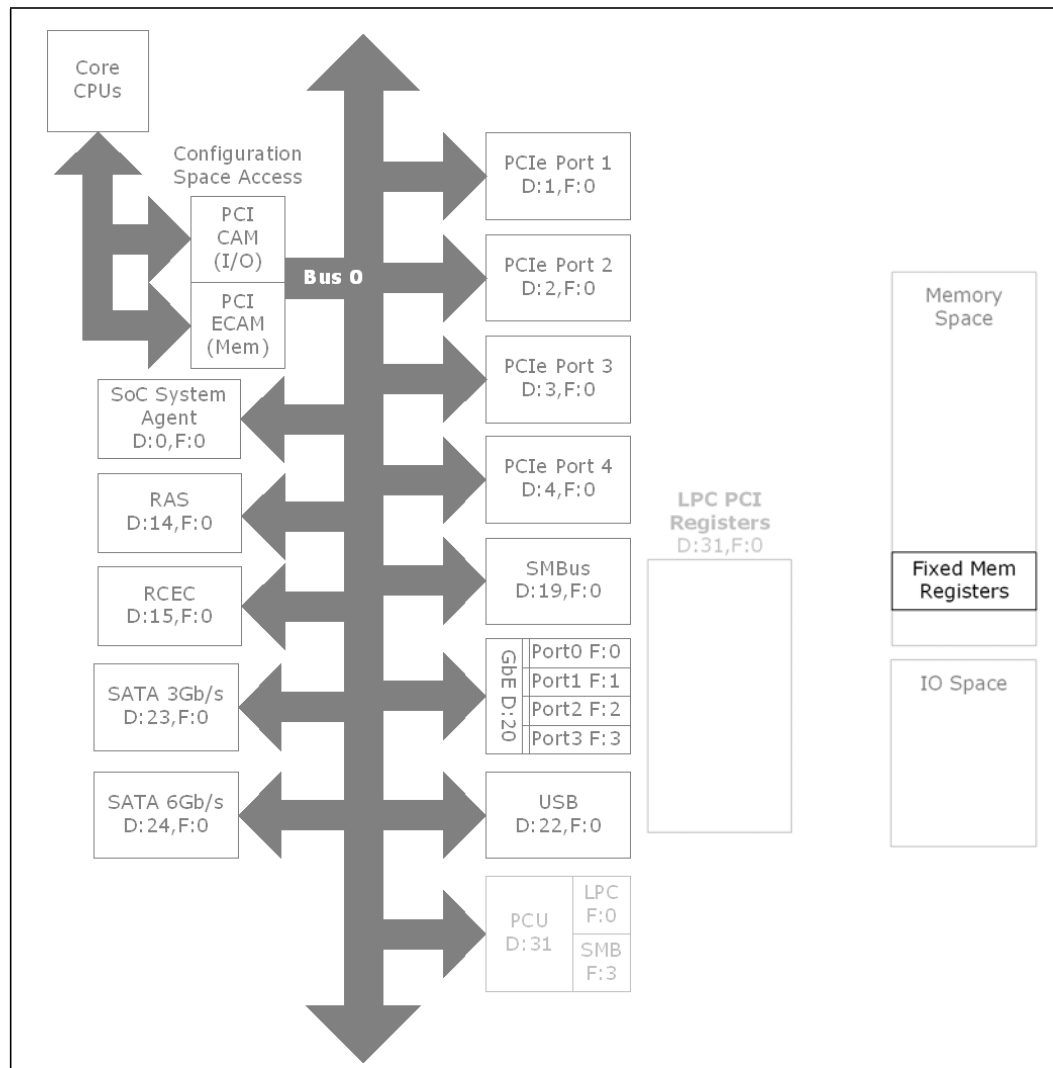 Core
CPUs
Configuration
Space Access
PCI
CAM
(I/O)
PCI
ECAM
(Mem)
Bus 0
SoC System
Agent
D:0,F:0
RAS
D:14,F:0
RCEC
D:15,F:0
SATA 3Gb/s
D:23,F:0
SATA 6Gb/s
D:24,F:0
PCIe Port 1
D:1,F:0
PCIe Port 2
D:2,F:0
PCIe Port 3
D:3,F:0
PCIe Port 4
D:4,F:0
SMBus
D:19,F:0
GbE D:20
Port0 F:0
Port1 F:1
Port2 F:2
Port3 F:3
USB
D:22,F:0
PCU
D:31
LPC
F:0
SMB
F:3
LPC PCI
Registers
D:31,F:0
Memory
Space
Fixed Mem
Registers
IO Space